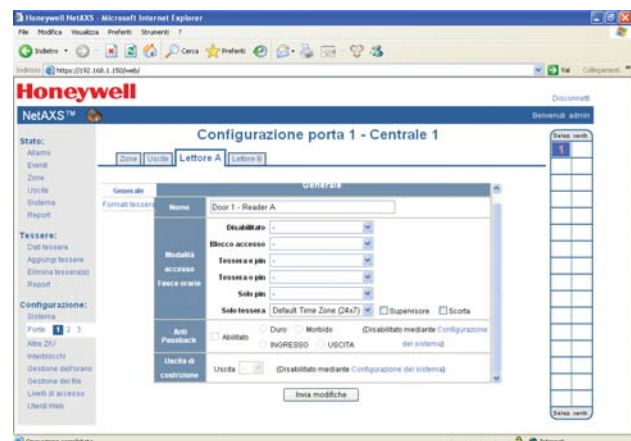 Honeywell NetAXS - Microsoft Internet Explorer
File Modifica Visualizza Preferiti Strumenti ?
Indietro Cerca Preferiti
Indirizzo https://192.168.1.150/web/ Vai Collegamenti
Honeywell
Disconnetti
NetAXS™ Benvenuti admin
Configurazione porta 1 - Centrale 1
Stato:
Allarmi
Eventi
Zone
Uscite
Sistema
Report
Tessere:
Dati tessera
Aggiungi tessere
Elimina tessera(e)
Report
Configurazione:
Sistema
Porte 1 2 3
Altre Z/U
Interblocchi
Gestione dell'orario
Gestione dei file
Livelli di accesso
Utenti Web
Zone Uscite Lettore A Lettore B
Generale
Formati tessera
Generale
Nome Door 1 - Reader A
Modalità accesso Fasce orarie
Disabilitato -
Blocco accesso -
Tessera e pin -
Tessera o pin -
Solo pin -
Solo tessera Default Time Zone (24x7) Supervisore Scorta
Anti Passback Abilitato Duro Morbido (Disabilitato mediante Configurazione
INGRESSO USCITA del sistema)
Uscita di costrizione Uscita - (Disabilitato mediante Configurazione del sistema)
Invia modifiche
Selez. centr.
1
Selez. centr.